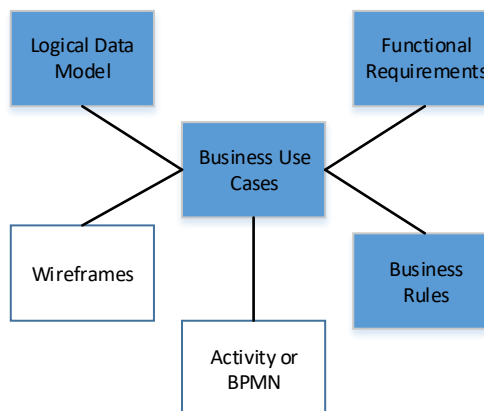 Logical Data
Model
Functional
Requirements
Business Use
Cases
Wireframes
Business
Rules
Activity or
BPMN